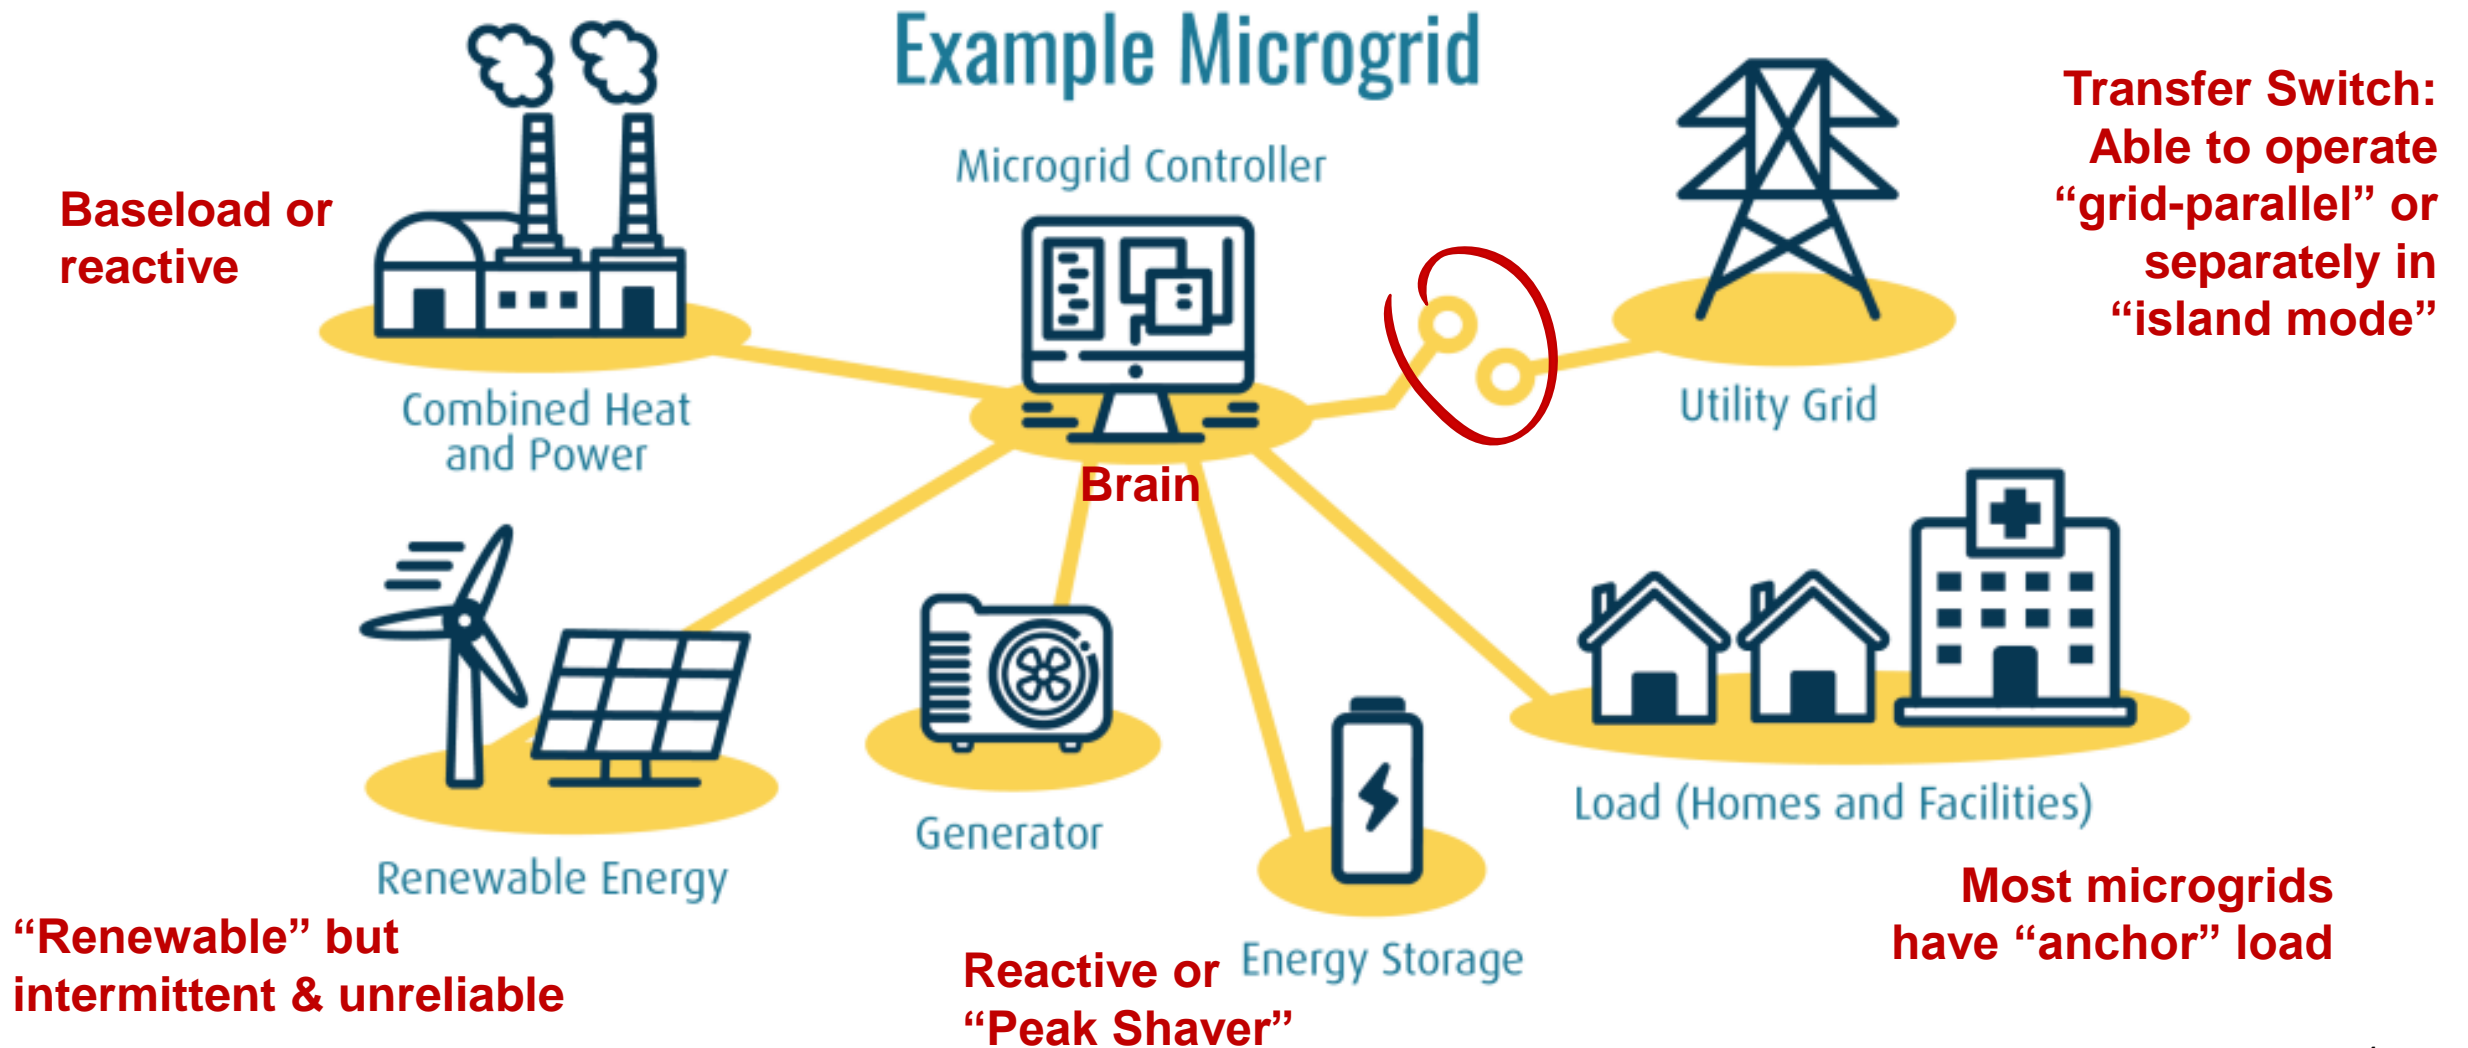 Example Microgrid
Microgrid Controller
Transfer Switch:
Able to operate
“grid-parallel” or
separately in
“island mode”
Baseload or
reactive
Combined Heat
and Power
Utility Grid
Brain
Renewable Energy
Generator
Energy Storage
Load (Homes and Facilities)
“Renewable” but
intermittent & unreliable
Reactive or
“Peak Shaver”
Most microgrids
have “anchor” load